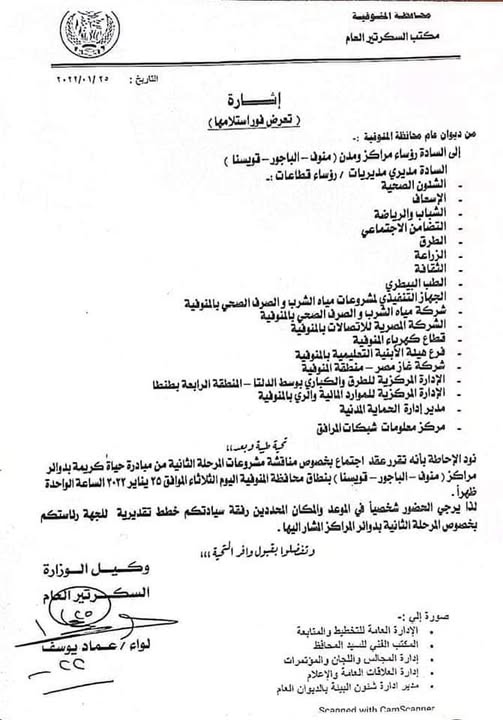 محافظة المنوفية
مكتب السكرتير العام
التاريخ : ٢٠٢٢/٠١/٢٥
إشارة
( تعرض فور استلامها )
من ديوان عام محافظة المنوفية :-
إلى السادة رؤساء مراكز ومدن ( منوف – الباجور – قويسنا )
السادة مديري مديريات / رؤساء قطاعات :-
- الشئون الصحية
- الإسعاف
- الشباب والرياضة
- التضامن الاجتماعي
- الطرق
- الزراعة
- الثقافة
- الطب البيطري
- الجهاز التنفيذي لمشروعات مياه الشرب والصرف الصحي بالمنوفية
- شركة مياه الشرب و الصرف الصحي بالمنوفية
- الشركة المصرية للاتصالات بالمنوفية
- قطاع كهرباء المنوفية
- فرع هيئة الأبنية التعليمية بالمنوفية
- شركة غاز مصر – منطقة المنوفية
- الإدارة المركزية للطرق والكباري بوسط الدلتا – المنطقة الرابعة بطنطا
- الإدارة المركزية للموارد المالية والري بالمنوفية
- مدير إدارة الحماية المدنية
- مركز معلومات شبكات المرافق
تحية طيبة وبعد ،،
نود الإحاطة بأنه تقرر عقد اجتماع بخصوص مناقشة مشروعات المرحلة الثانية من مبادرة حياة كريمة بدوائر
مراكز ( منوف – الباجور – قويسنا ) بنطاق محافظة المنوفية اليوم الثلاثاء الموافق ٢٥ يناير ٢٠٢٢ الساعة الواحدة
ظهراً .
لذا يرجي الحضور شخصياً في الموعد والمكان المحددين رفقة سيادتكم خطط تقديرية للجهة رئاستكم
بخصوص المرحلة الثانية بدوائر المراكز المشار اليها .
وتفضلوا بقبول وافر التحية ،،،
وكيل الوزارة
السكرتير العام
٢٥
١
لواء / عماد يوسف
٢٢
صورة إلي :-
• الإدارة العامة للتخطيط والمتابعة
• المكتب الفني للسيد المحافظ
• إدارة المجالس واللجان والمؤتمرات
• إدارة العلاقات العامة والإعلام
• مدير ادارة شئون البيئة بالديوان العام
Scanned with CamScanner